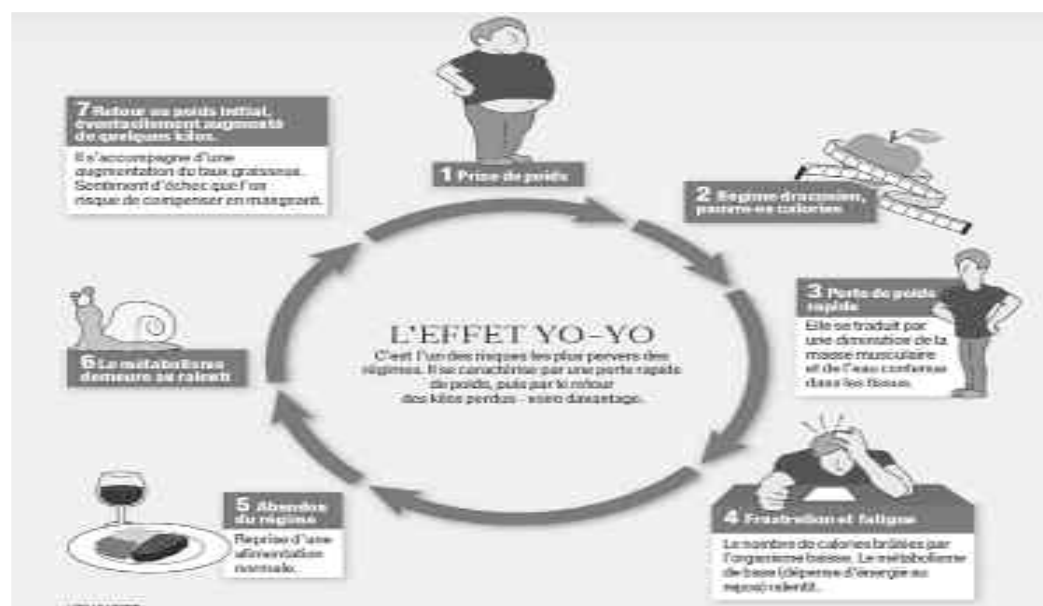 1 Prise de poids
2 Régime draconien,
pauvre en calories
3 Perte de poids
rapide
Elle se traduit par
une diminution de la
masse musculaire
et de l'eau contenue
dans les tissus.
4 Frustration et fatigue
Le nombre de calories brûlées par
l'organisme baisse. Le métabolisme
de base (dépense d'énergie au
repos) ralentit.
5 Abandon
du régime
Reprise d'une
alimentation
normale.
6 Le métabolisme
demeure au ralenti
7 Retour au poids initial,
éventuellement augmenté
de quelques kilos.
Il s'accompagne d'une
augmentation du taux graisseux.
Sentiment d'échec que l'on
risque de compenser en mangeant.
L'EFFET YO-YO
C'est l'un des risques les plus pervers des
régimes. Il se caractérise par une perte rapide
de poids, puis par le retour
des kilos perdus - voire davantage.